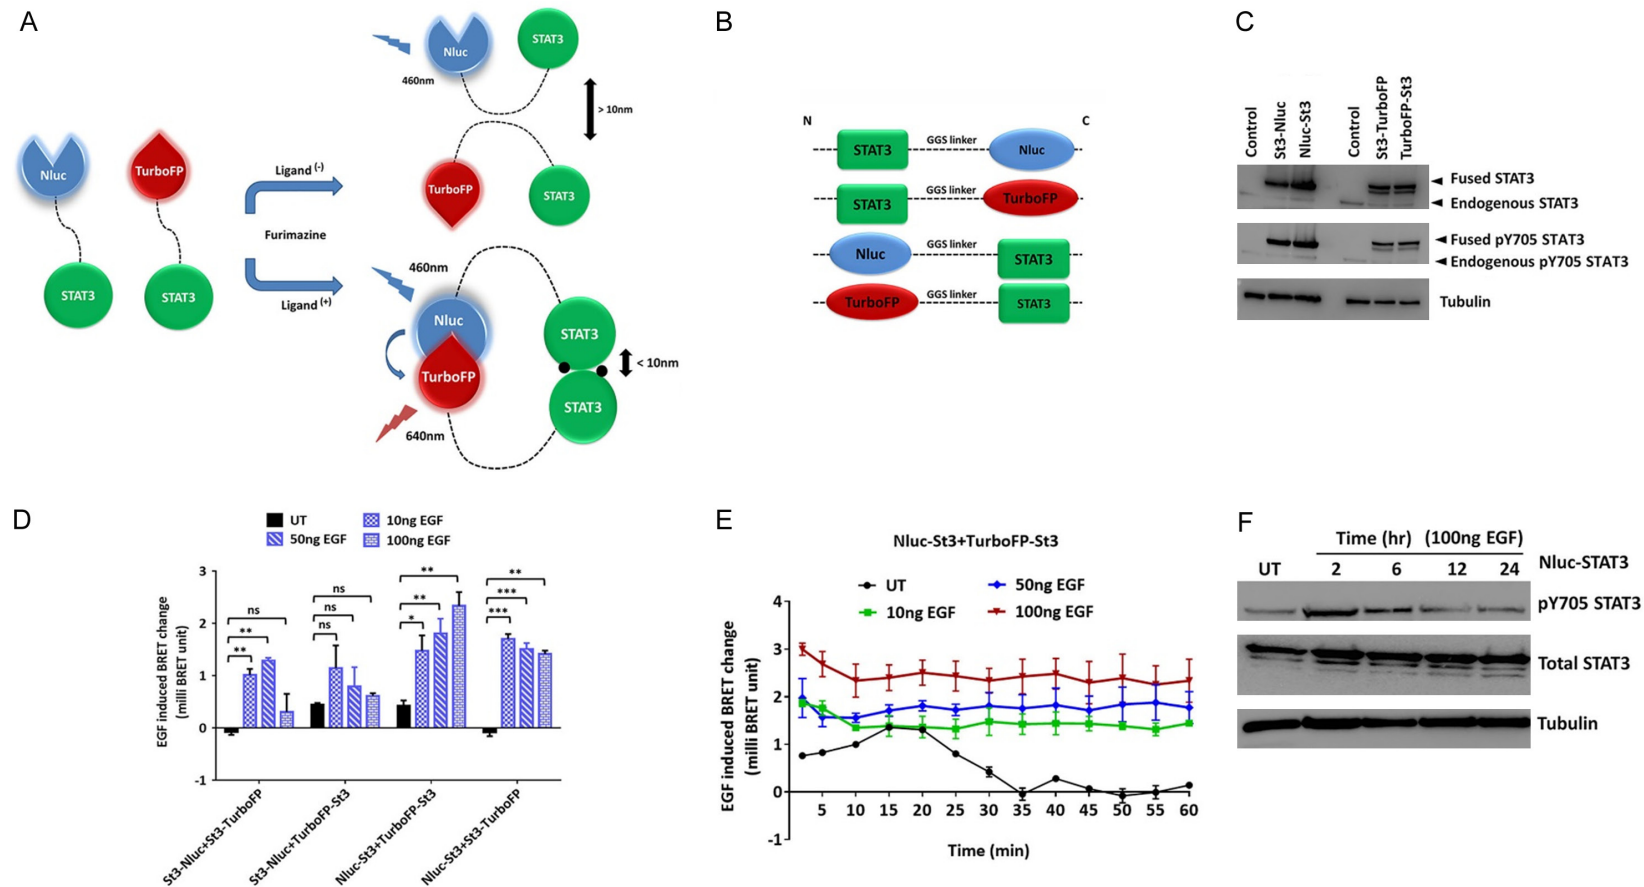 A
Nluc
TurboFP
STAT3
STAT3
Ligand (-)
Furimazine
Ligand (+)
460nm
Nluc
STAT3
> 10nm
TurboFP
STAT3
460nm
Nluc
TurboFP
STAT3
STAT3
< 10nm
640nm
B
N
C
STAT3
GGS linker
Nluc
STAT3
GGS linker
TurboFP
Nluc
GGS linker
STAT3
TurboFP
GGS linker
STAT3
C
Control
St3-Nluc
Nluc-St3
Control
St3-TurboFP
TurboFP-St3
Fused STAT3
Endogenous STAT3
Fused pY705 STAT3
Endogenous pY705 STAT3
Tubulin
D
UT
10ng EGF
50ng EGF
100ng EGF
EGF induced BRET change
(milli BRET unit)
3
2
1
0
-1
ns
**
**
ns
ns
ns
**
**
*
**
***
***
St3-Nluc+St3-TurboFP
St3-Nluc+TurboFP-St3
Nluc-St3+TurboFP-St3
Nluc-St3+St3-TurboFP
E
Nluc-St3+TurboFP-St3
UT
50ng EGF
10ng EGF
100ng EGF
EGF induced BRET change
(milli BRET unit)
4
3
2
1
0
-1
5 10 15 20 25 30 35 40 45 50 55 60
Time (min)
F
Time (hr) (100ng EGF)
UT 2 6 12 24
Nluc-STAT3
pY705 STAT3
Total STAT3
Tubulin